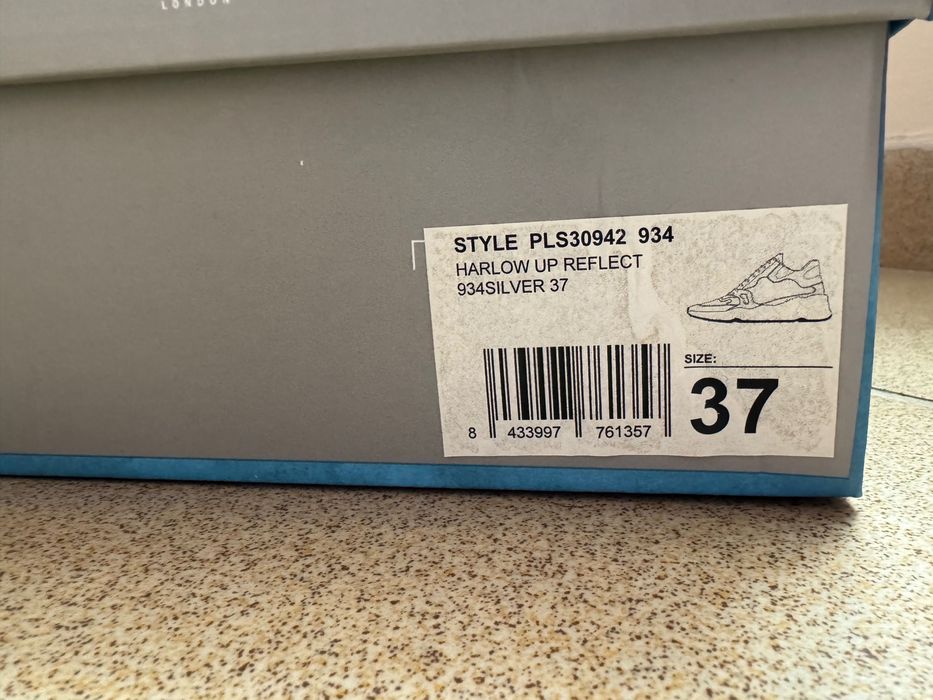 LONDON
STYLE PLS30942 934
HARLOW UP REFLECT
934SILVER 37
SIZE:
37
8 433997 761357